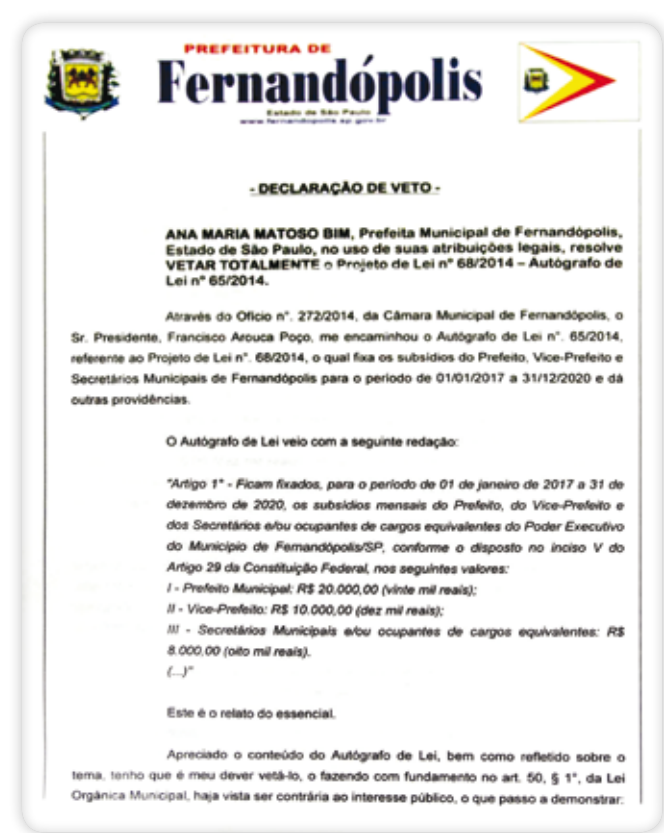 PREFEITURA DE
Fernandópolis
Estado de São Paulo
www.fernandopolis.sp.gov.br
- DECLARAÇÃO DE VETO -
ANA MARIA MATOSO BIM, Prefeita Municipal de Fernandópolis,
Estado de São Paulo, no uso de suas atribuições legais, resolve
VETAR TOTALMENTE o Projeto de Lei nº 68/2014 – Autógrafo de
Lei nº 65/2014.
Através do Ofício nº. 272/2014, da Câmara Municipal de Fernandópolis, o
Sr. Presidente, Francisco Arouca Poço, me encaminhou o Autógrafo de Lei nº. 65/2014,
referente ao Projeto de Lei nº. 68/2014, o qual fixa os subsídios do Prefeito, Vice-Prefeito e
Secretários Municipais de Fernandópolis para o período de 01/01/2017 a 31/12/2020 e dá
outras providências.
O Autógrafo de Lei veio com a seguinte redação:
"Artigo 1º - Ficam fixados, para o período de 01 de janeiro de 2017 a 31 de
dezembro de 2020, os subsídios mensais do Prefeito, do Vice-Prefeito e
dos Secretários e/ou ocupantes de cargos equivalentes do Poder Executivo
do Município de Fernandópolis/SP, conforme o disposto no inciso V do
Artigo 29 da Constituição Federal, nos seguintes valores:
I - Prefeito Municipal: R$ 20.000,00 (vinte mil reais);
II - Vice-Prefeito: R$ 10.000,00 (dez mil reais);
III - Secretários Municipais e/ou ocupantes de cargos equivalentes: R$
8.000,00 (oito mil reais).
(...)"
Este é o relato do essencial.
Apreciado o conteúdo do Autógrafo de Lei, bem como refletido sobre o
tema, tenho que é meu dever vetá-lo, o fazendo com fundamento no art. 50, § 1º, da Lei
Orgânica Municipal, haja vista ser contrária ao interesse público, o que passo a demonstrar: